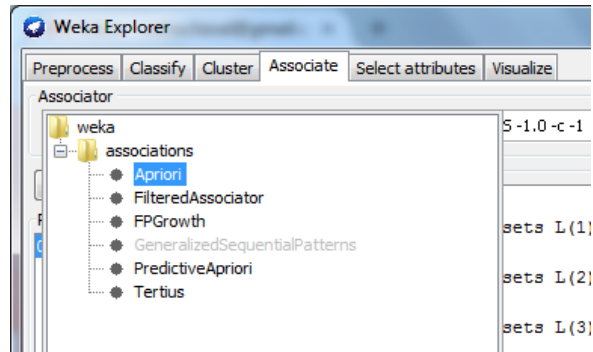 Weka Explorer
Preprocess Classify Cluster Associate Select attributes Visualize
Associator
weka
associations
Apriori
FilteredAssociator
FPGrowth
GeneralizedSequentialPatterns
PredictiveApriori
Tertius
-1.0 -c -1
sets L(1)
sets L(2)
sets L(3)